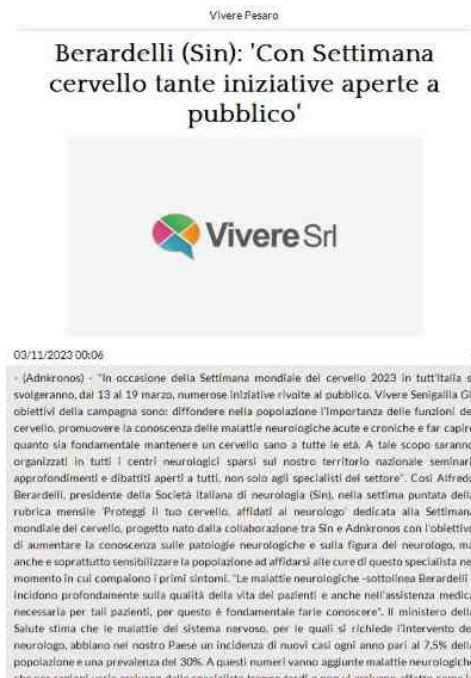 Vivere Pesaro
Berardelli (Sin): 'Con Settimana
cervello tante iniziative aperte a
pubblico'
Vivere Srl
03/11/2023 00:06
- (Adnkronos) - "In occasione della Settimana mondiale del cervello 2023 in tutt'Italia s
svolgeranno, dal 13 al 19 marzo, numerose iniziative rivolte al pubblico. Vivere Senigallia Gl
obiettivi della campagna sono: diffondere nella popolazione l'importanza delle funzioni de
cervello, promuovere la conoscenza delle malattie neurologiche acute e croniche e far capire
quanto sia fondamentale mantenere un cervello sano a tutte le età. A tale scopo saranno
organizzati in tutti i centri neurologici sparsi sul nostro territorio nazionale seminari
approfondimenti e dibattiti aperti a tutti, non solo agli specialisti del settore". Così Alfredo
Berardelli, presidente della Società italiana di neurologia (Sin), nella settima puntata della
rubrica mensile 'Proteggi il tuo cervello, affidati al neurologo' dedicata alla Settimana
mondiale del cervello, progetto nato dalla collaborazione tra Sin e Adnkronos con l'obiettivo
di aumentare la conoscenza sulle patologie neurologiche e sulla figura del neurologo, ma
anche e soprattutto sensibilizzare la popolazione ad affidarsi alle cure di questo specialista ne
momento in cui compaiono i primi sintomi. "Le malattie neurologiche -sottolinea Berardelli -
incidono profondamente sulla qualità della vita dei pazienti e anche nell'assistenza medica
necessaria per tali pazienti, per questo è fondamentale farle conoscere". Il ministero della
Salute stima che le malattie del sistema nervoso, per le quali si richiede l'intervento de
neurologo, abbiano nel nostro Paese un incidenza di nuovi casi ogni anno pari al 7,5% della
popolazione e una prevalenza del 30%. A questi numeri vanno aggiunte malattie neurologiche